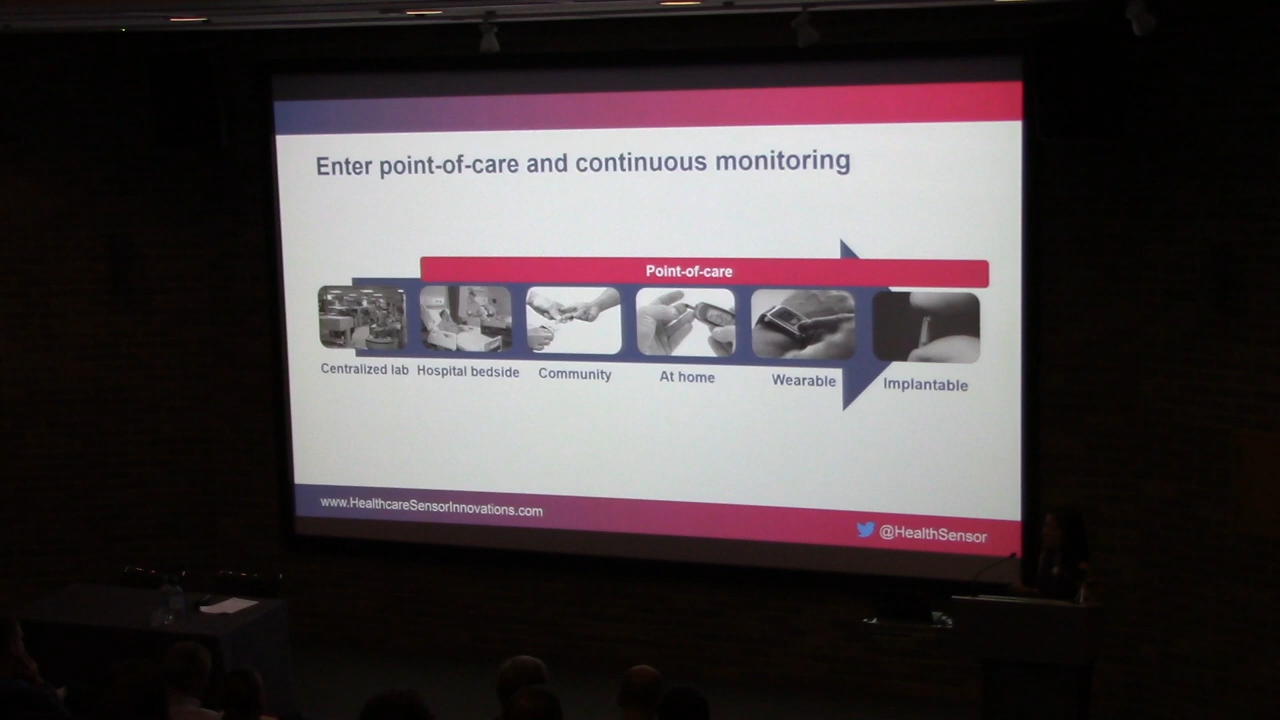 Enter point-of-care and continuous monitoring
Point-of-care
Centralized lab
Hospital bedside
Community
At home
Wearable
Implantable
www.HealthcareSensorInnovations.com
@HealthSensor